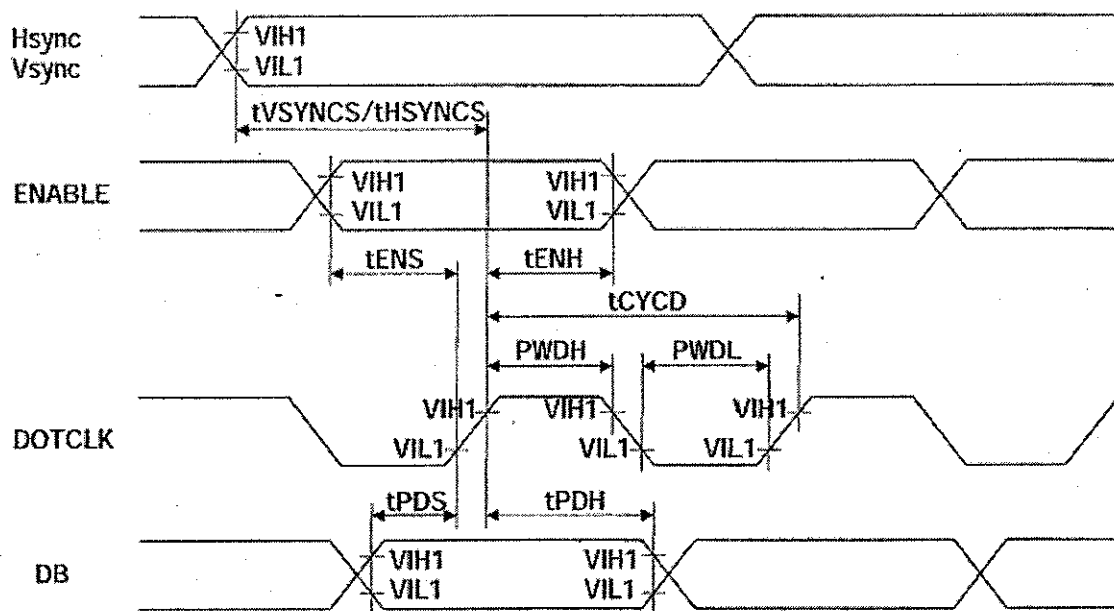 Hsync
Vsync
VIH1
VIL1
tVSYNCS/tHSYNCS
ENABLE
VIH1
VIL1
VIH1
VIL1
tENS
tENH
tCYCD
PWDH
PWDL
DOTCLK
VIH1
VIH1
VIH1
VIL1
VIL1
VIL1
tPDS
tPDH
DB
VIH1
VIL1
VIH1
VIL1